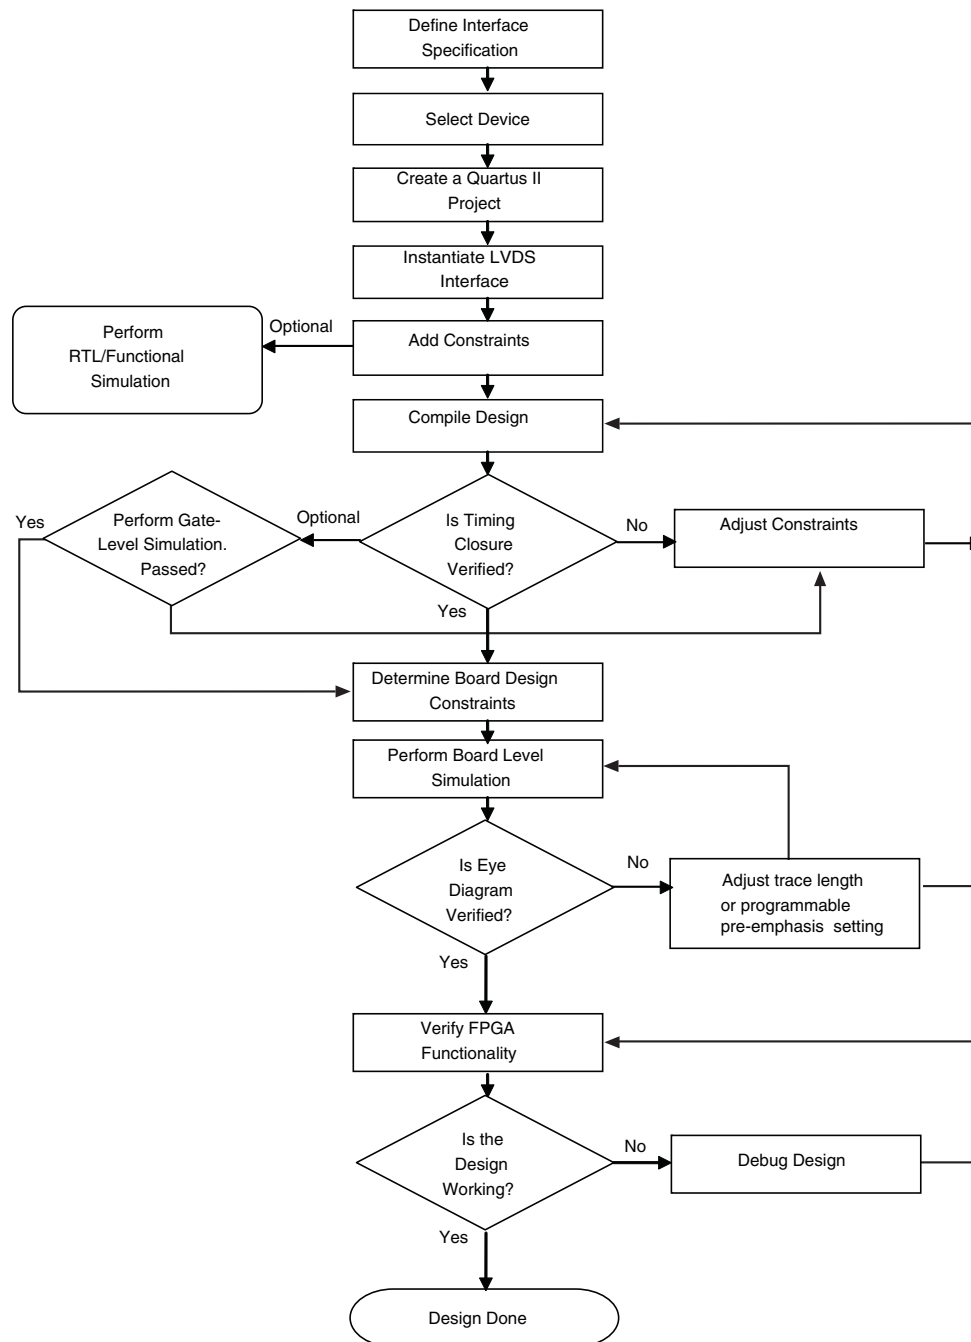 Define Interface
Specification
Select Device
Create a Quartus II
Project
Instantiate LVDS
Interface
Optional
Add Constraints
Perform
RTL/Functional
Simulation
Compile Design
Yes
Perform Gate-
Level Simulation.
Passed?
Optional
Is Timing
Closure
Verified?
No
Adjust Constraints
Yes
Determine Board Design
Constraints
Perform Board Level
Simulation
Is Eye
Diagram
Verified?
No
Adjust trace length
or programmable
pre-emphasis setting
Yes
Verify FPGA
Functionality
Is the
Design
Working?
No
Debug Design
Yes
Design Done